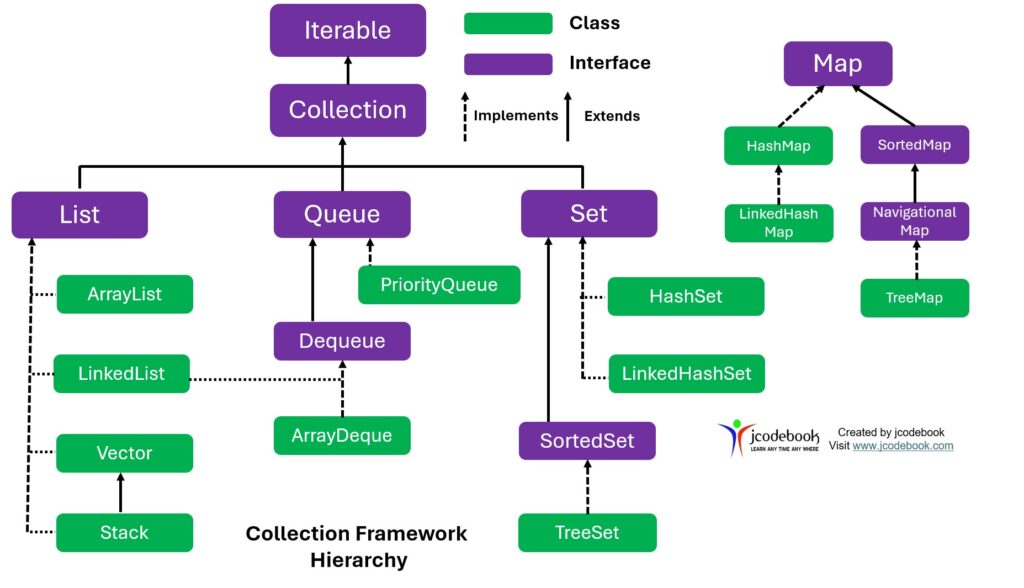 Iterable
Class
Interface
Map
Collection
Implements
Extends
HashMap
SortedMap
List
Queue
Set
LinkedHash
Map
Navigational
Map
PriorityQueue
ArrayList
HashSet
TreeMap
Dequeue
LinkedList
LinkedHashSet
ArrayDeque
SortedSet
jcodebook
LEARN ANY TIME ANY WHERE
Created by jcodebook
Visit www.jcodebook.com
Vector
Stack
Collection Framework
Hierarchy
TreeSet